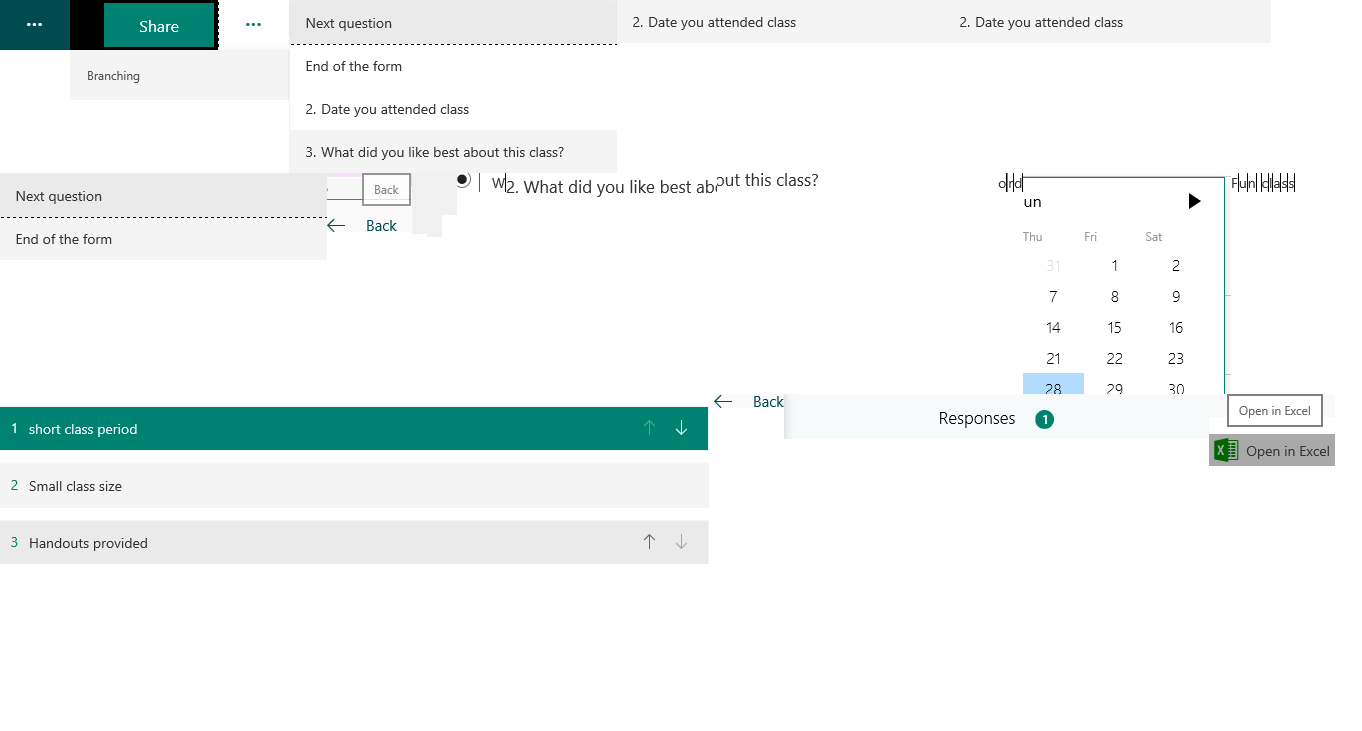 ... Share ... Next question 2. Date you attended class 2. Date you attended class
End of the form
Branching
2. Date you attended class
3. What did you like best about this class?
Next question Back W 2. What did you like best ab out this class? ord Fun class
un
Back
End of the form Thu Fri Sat
31 1 2
7 8 9
14 15 16
21 22 23
28 29 30
Back
Responses 1 Open in Excel
1 short class period
Open in Excel
2 Small class size
3 Handouts provided